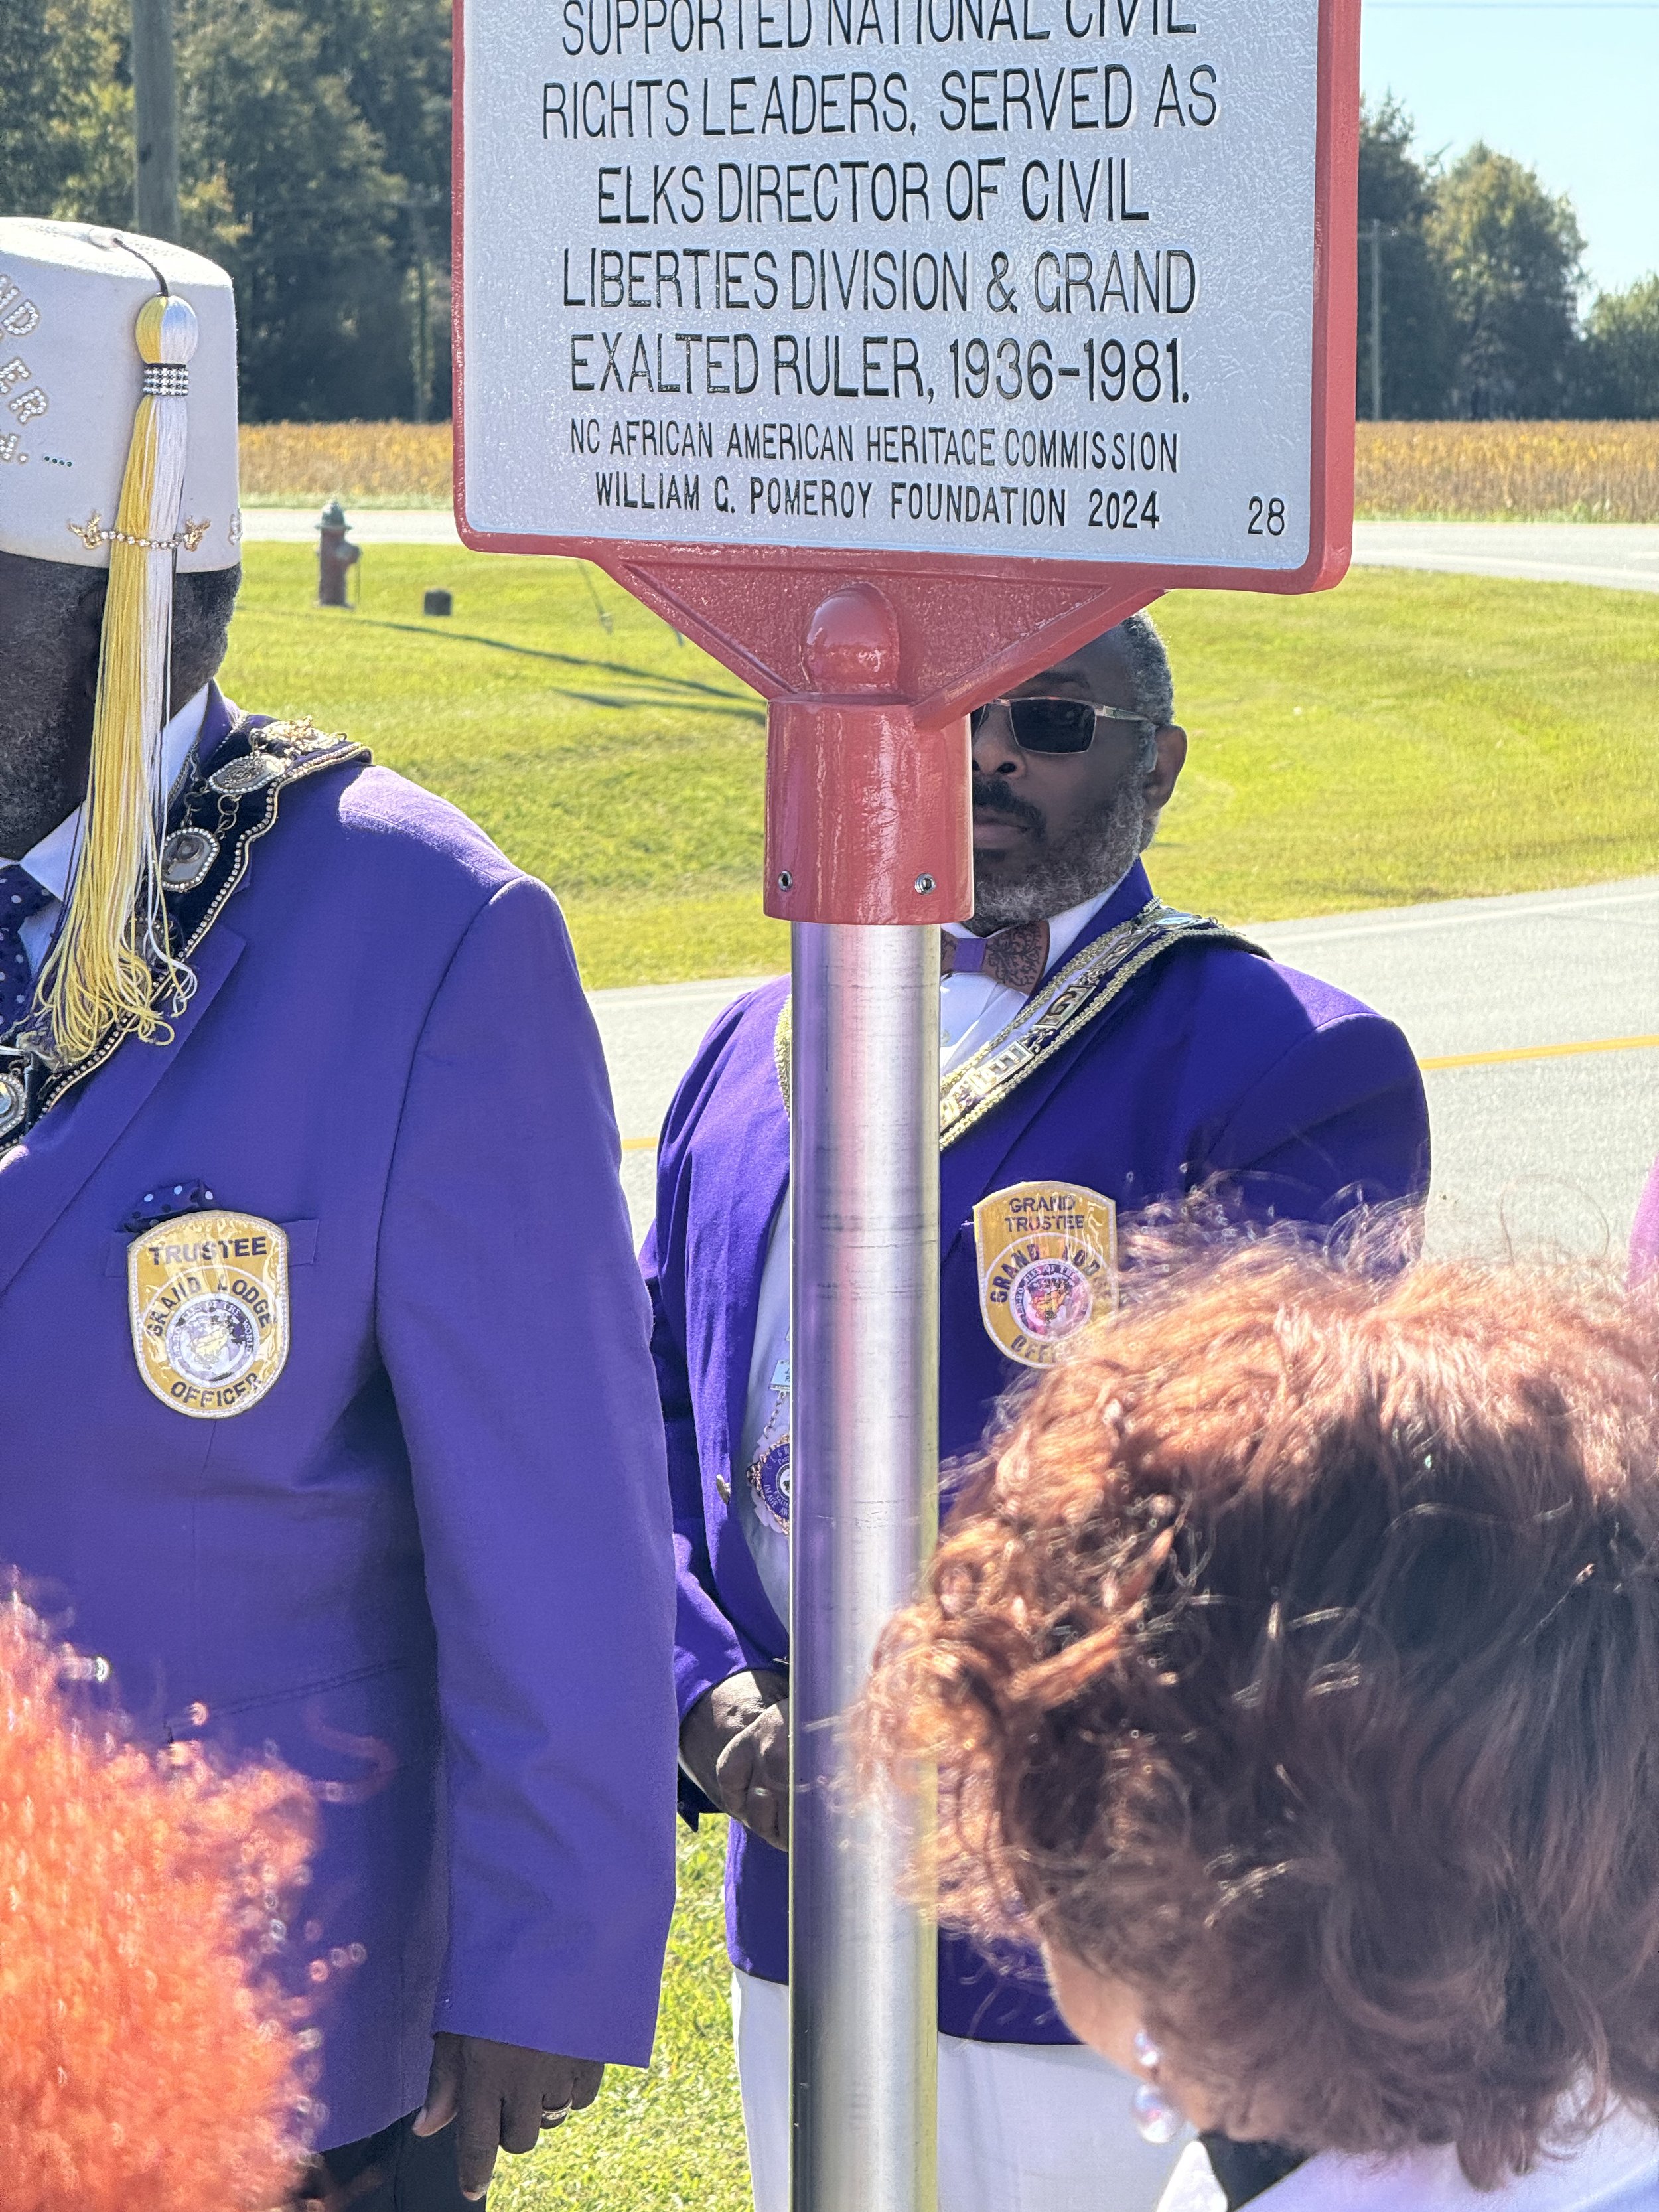 SUPPORTED NATIONAL CIVIL
RIGHTS LEADERS. SERVED AS
ELKS DIRECTOR OF CIVIL
LIBERTIES DIVISION & GRAND
EXALTED RULER, 1936-1981.
NC AFRICAN AMERICAN HERITAGE COMMISSION
WILLIAM G. POMEROY FOUNDATION 2024
28
TRUSTEE
GRAND LODGE
OFFICER
GRAND
TRUSTEE
GRAND LODGE